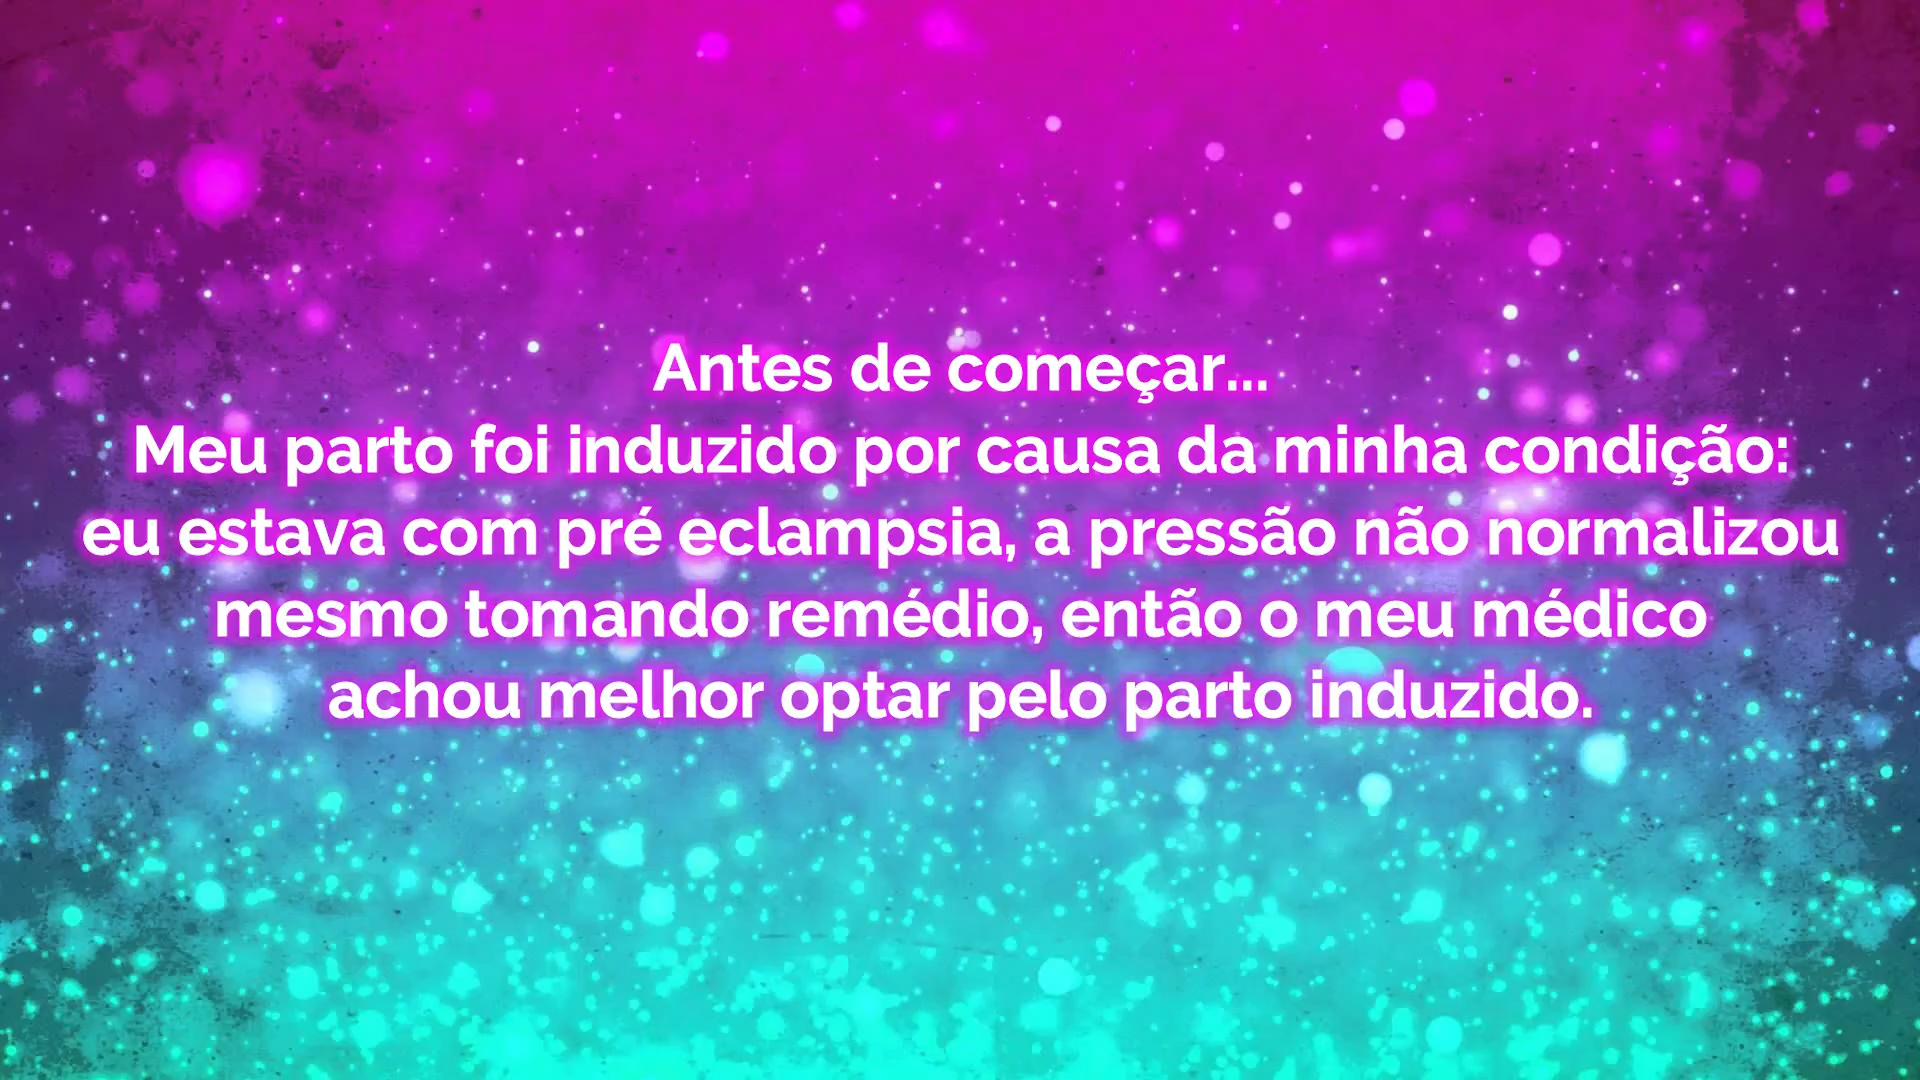 Antes de começar...
Meu parto foi induzido por causa da minha condição:
eu estava com pré eclampsia, a pressão não normalizou
mesmo tomando remédio, então o meu médico
achou melhor optar pelo parto induzido.